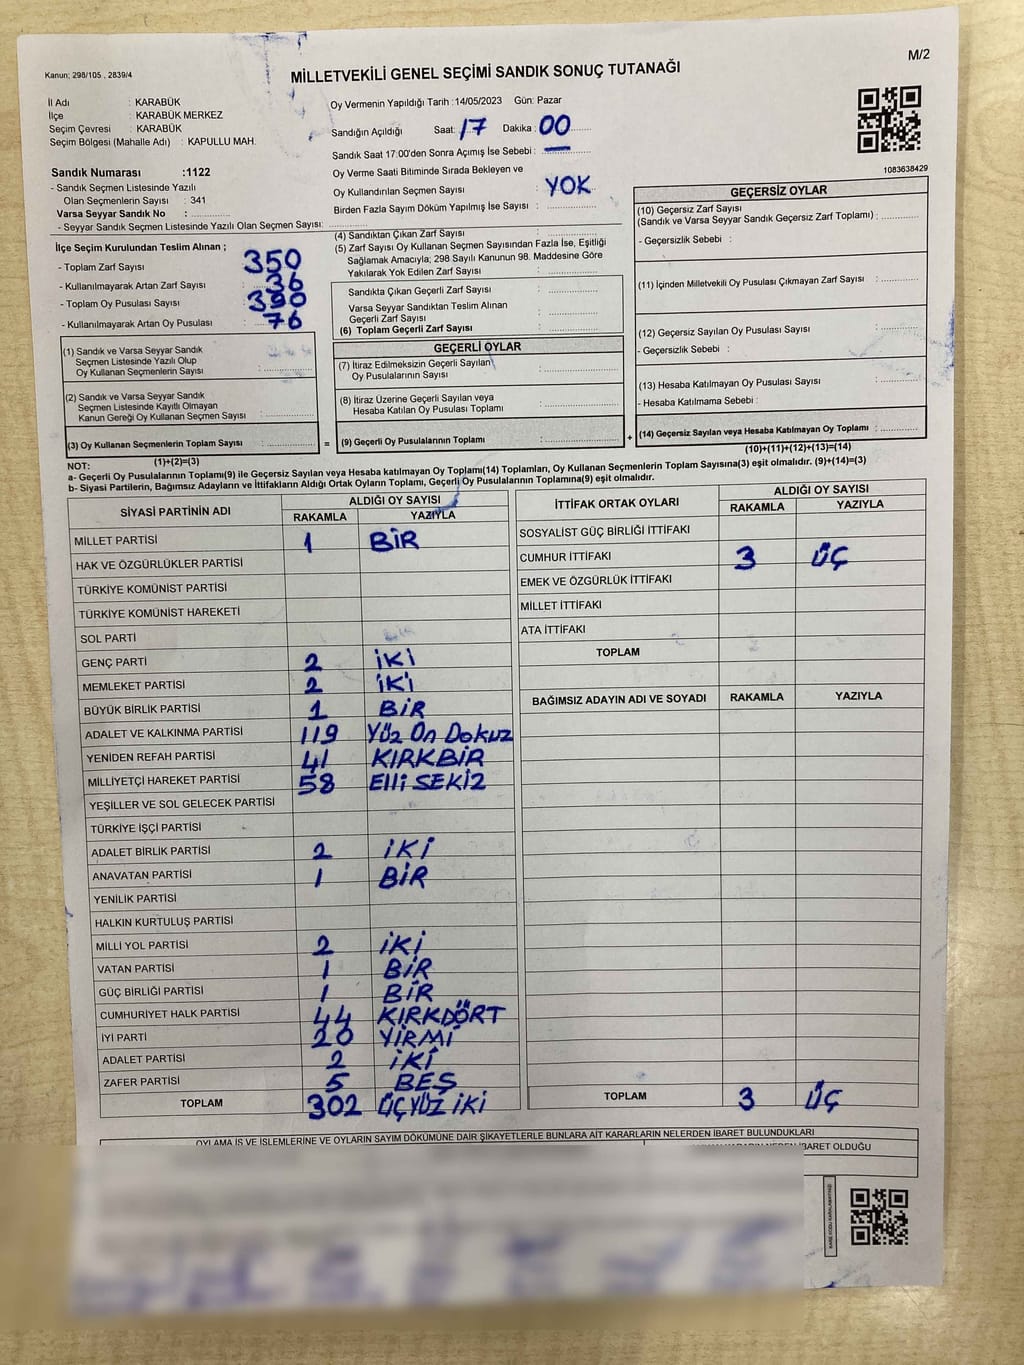 Kanun; 298/105 , 2839/4
MİLLETVEKİLİ GENEL SEÇİMİ SANDIK SONUÇ TUTANAĞI
M/2
İl Adı : KARABÜK
İlçe : KARABÜK MERKEZ
Seçim Çevresi : KARABÜK
Seçim Bölgesi (Mahalle Adı) : KAPULLU MAH.
Sandık Numarası :1122
- Sandık Seçmen Listesinde Yazılı
Olan Seçmenlerin Sayısı : 341
Varsa Seyyar Sandık No :
- Seyyar Sandık Seçmen Listesinde Yazılı Olan Seçmen Sayısı:
Oy Vermenin Yapıldığı Tarih :14/05/2023 Gün: Pazar
Sandığın Açıldığı Saat: 17 Dakika : 00
Sandık Saat 17:00'den Sonra Açımış İse Sebebi : —
Oy Verme Saati Bitiminde Sırada Bekleyen ve
Oy Kullandırılan Seçmen Sayısı : YOK
Birden Fazla Sayım Döküm Yapılmış İse Sayısı :
1083638429
İlçe Seçim Kurulundan Teslim Alınan ;
- Toplam Zarf Sayısı : 350
- Kullanılmayarak Artan Zarf Sayısı : 36
- Toplam Oy Pusulası Sayısı :
- Kullanılmayarak Artan Oy Pusulası : 76
(1) Sandık ve Varsa Seyyar Sandık
Seçmen Listesinde Yazılı Olup
Oy Kullanan Seçmenlerin Sayısı :
(2) Sandık ve Varsa Seyyar Sandık
Seçmen Listesinde Kayıtlı Olmayan
Kanun Gereği Oy Kullanan Seçmen Sayısı :
(3) Oy Kullanan Seçmenlerin Toplam Sayısı :
(1)+(2)=(3)
(4) Sandıktan Çıkan Zarf Sayısı :
(5) Zarf Sayısı Oy Kullanan Seçmen Sayısından Fazla İse, Eşitliği
Sağlamak Amacıyla; 298 Sayılı Kanunun 98. Maddesine Göre
Yakılarak Yok Edilen Zarf Sayısı :
Sandıkta Çıkan Geçerli Zarf Sayısı :
Varsa Seyyar Sandıktan Teslim Alınan
Geçerli Zarf Sayısı :
(6) Toplam Geçerli Zarf Sayısı :
GEÇERLİ OYLAR
(7) İtiraz Edilmeksizin Geçerli Sayılan
Oy Pusulalarının Sayısı :
(8) İtiraz Üzerine Geçerli Sayılan veya
Hesaba Katılan Oy Pusulası Toplamı :
= (9) Geçerli Oy Pusulalarının Toplamı :
GEÇERSİZ OYLAR
(10) Geçersiz Zarf Sayısı
(Sandık ve Varsa Seyyar Sandık Geçersiz Zarf Toplamı) :
- Geçersizlik Sebebi :
(11) İçinden Milletvekili Oy Pusulası Çıkmayan Zarf Sayısı :
(12) Geçersiz Sayılan Oy Pusulası Sayısı :
- Geçersizlik Sebebi :
(13) Hesaba Katılmayan Oy Pusulası Sayısı :
- Hesaba Katılmama Sebebi :
+ (14) Geçersiz Sayılan veya Hesaba Katılmayan Oy Toplamı :
(10)+(11)+(12)+(13)=(14)
NOT:
a- Geçerli Oy Pusulalarının Toplamı(9) ile Geçersiz Sayılan veya Hesaba katılmayan Oy Toplamı(14) Toplamları, Oy Kullanan Seçmenlerin Toplam Sayısına(3) eşit olmalıdır. (9)+(14)=(3)
b- Siyasi Partilerin, Bağımsız Adayların ve İttifakların Aldığı Ortak Oyların Toplamı, Geçerli Oy Pusulalarının Toplamına(9) eşit olmalıdır.
SİYASİ PARTİNİN ADI ALDIĞI OY SAYISI
RAKAMLA YAZIYLA
MİLLET PARTİSİ 1 BİR
HAK VE ÖZGÜRLÜKLER PARTİSİ
TÜRKİYE KOMÜNİST PARTİSİ
TÜRKİYE KOMÜNİST HAREKETİ
SOL PARTİ
GENÇ PARTİ 2 İKİ
MEMLEKET PARTİSİ 2 İKİ
BÜYÜK BİRLİK PARTİSİ 1 BİR
ADALET VE KALKINMA PARTİSİ 119 Yüz On Dokuz
YENİDEN REFAH PARTİSİ 41 KIRKBİR
MİLLİYETÇİ HAREKET PARTİSİ 58 Elli SEKİZ
YEŞİLLER VE SOL GELECEK PARTİSİ
TÜRKİYE İŞÇİ PARTİSİ
ADALET BİRLİK PARTİSİ 2 İKİ
ANAVATAN PARTİSİ 1 BİR
YENİLİK PARTİSİ
HALKIN KURTULUŞ PARTİSİ
MİLLİ YOL PARTİSİ 2 İKİ
VATAN PARTİSİ 1 BİR
GÜÇ BİRLİĞİ PARTİSİ 1 BİR
CUMHURİYET HALK PARTİSİ 44 KIRKDÖRT
İYİ PARTİ 20 YİRMİ
ADALET PARTİSİ 2 İKİ
ZAFER PARTİSİ 5 BEŞ
TOPLAM 302 ÜÇYÜZ İKİ
İTTİFAK ORTAK OYLARI ALDIĞI OY SAYISI
RAKAMLA YAZIYLA
SOSYALİST GÜÇ BİRLİĞİ İTTİFAKI
CUMHUR İTTİFAKI 3 ÜÇ
EMEK VE ÖZGÜRLÜK İTTİFAKI
MİLLET İTTİFAKI
ATA İTTİFAKI
TOPLAM
BAĞIMSIZ ADAYIN ADI VE SOYADI RAKAMLA YAZIYLA
TOPLAM 3 ÜÇ
OYLAMA İŞ VE İŞLEMLERİNE VE OYLARIN SAYIM DÖKÜMÜNE DAİR ŞİKAYETLERLE BUNLARA AİT KARARLARIN NELERDEN İBARET BULUNDUKLARI
İBARET OLDUĞU